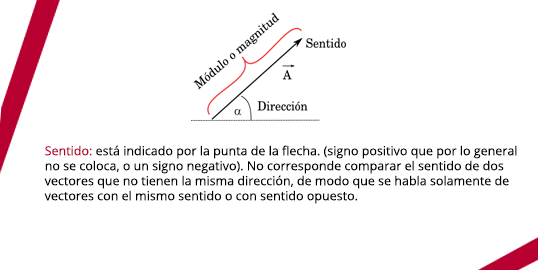 Módulo o magnitud
Sentido
A
Dirección
α
Sentido: está indicado por la punta de la flecha. (signo positivo que por lo general
no se coloca, o un signo negativo). No corresponde comparar el sentido de dos
vectores que no tienen la misma dirección, de modo que se habla solamente de
vectores con el mismo sentido o con sentido opuesto.